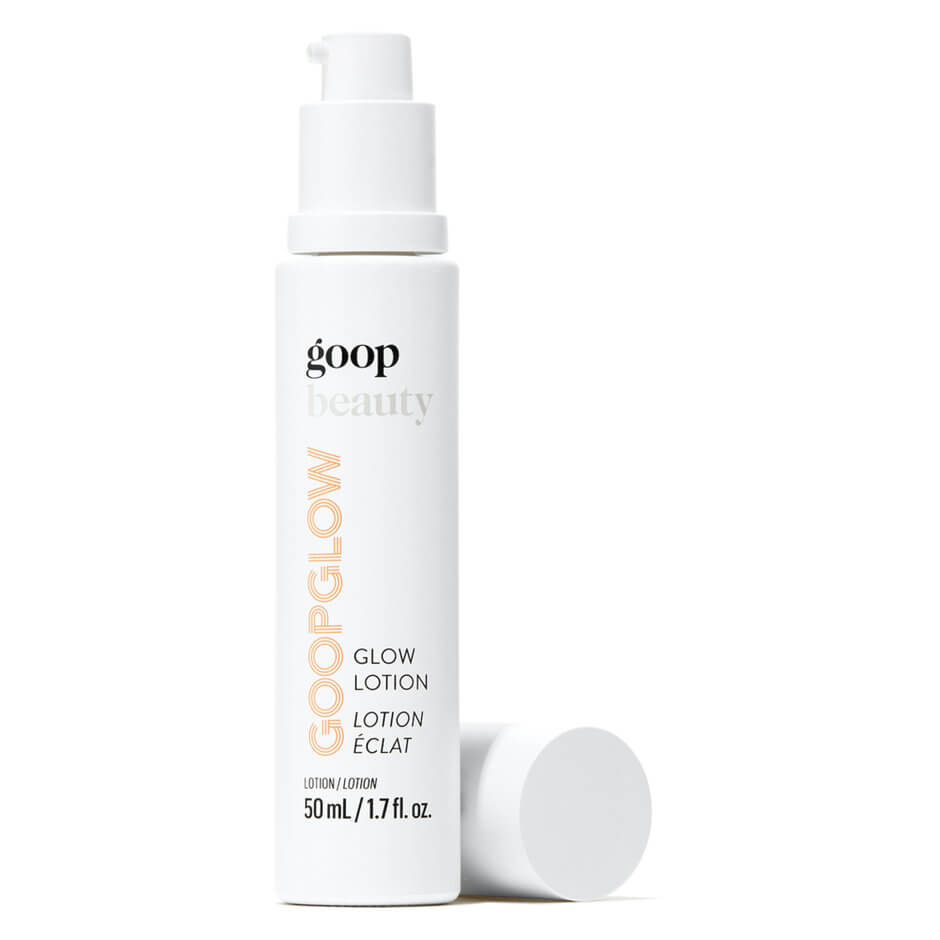 goop
beauty
GOOPGLOW
GLOW
LOTION
LOTION
ÉCLAT
LOTION / LOTION
50 mL / 1.7 fl. oz.